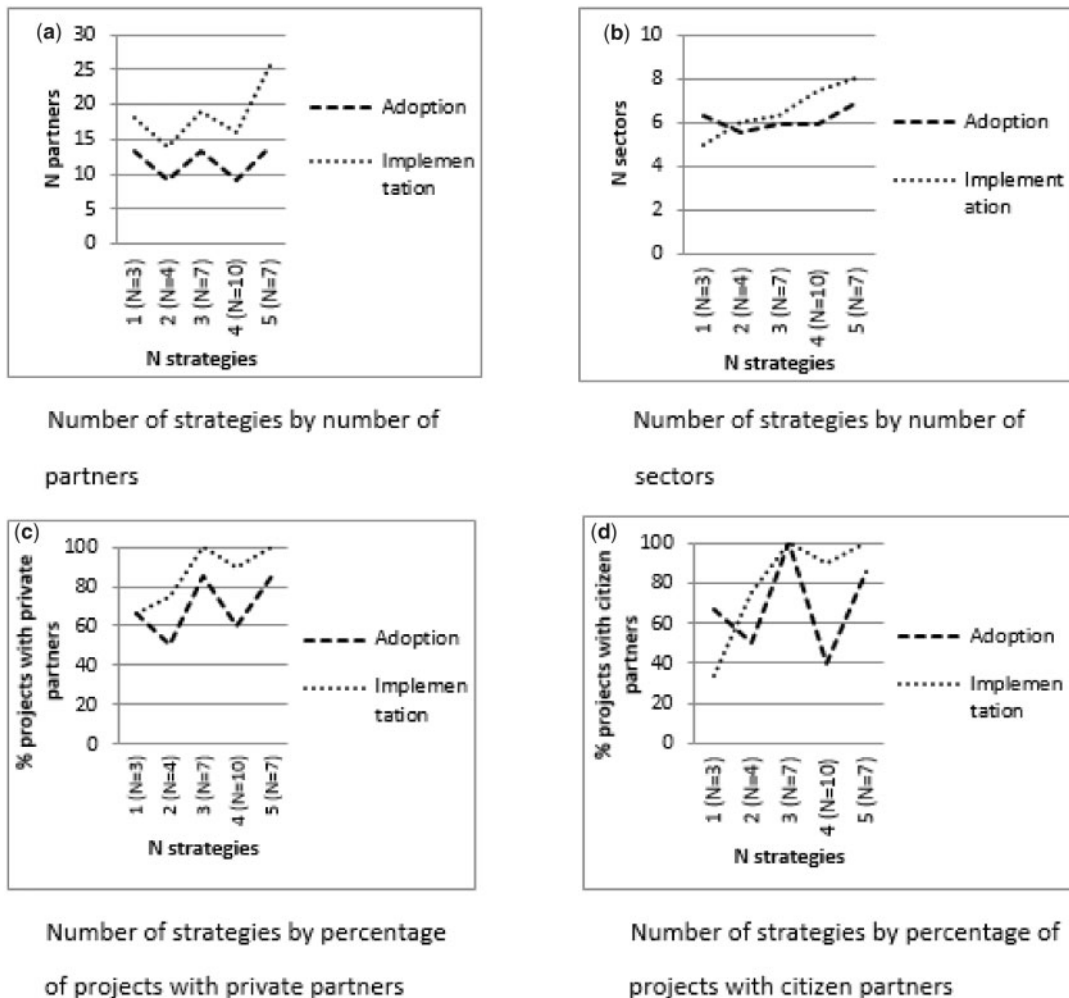 (a)
N partners
30
25
20
15
10
5
0
1 (N=3)
2 (N=4)
3 (N=7)
4 (N=10)
5 (N=7)
N strategies
Adoption
Implemen
tation
Number of strategies by number of
partners
(b)
N sectors
10
8
6
4
2
0
1 (N=3)
2 (N=4)
3 (N=7)
4 (N=10)
5 (N=7)
N strategies
Adoption
Implement
ation
Number of strategies by number of
sectors
(c)
% projects with private
partners
100
80
60
40
20
0
1 (N=3)
2 (N=4)
3 (N=7)
4 (N=10)
5 (N=7)
N strategies
Adoption
Implemen
tation
Number of strategies by percentage
of projects with private partners
(d)
% projects with citizen
partners
100
80
60
40
20
0
1 (N=3)
2 (N=4)
3 (N=7)
4 (N=10)
5 (N=7)
N strategies
Adoption
Implemen
tation
Number of strategies by percentage of
projects with citizen partners